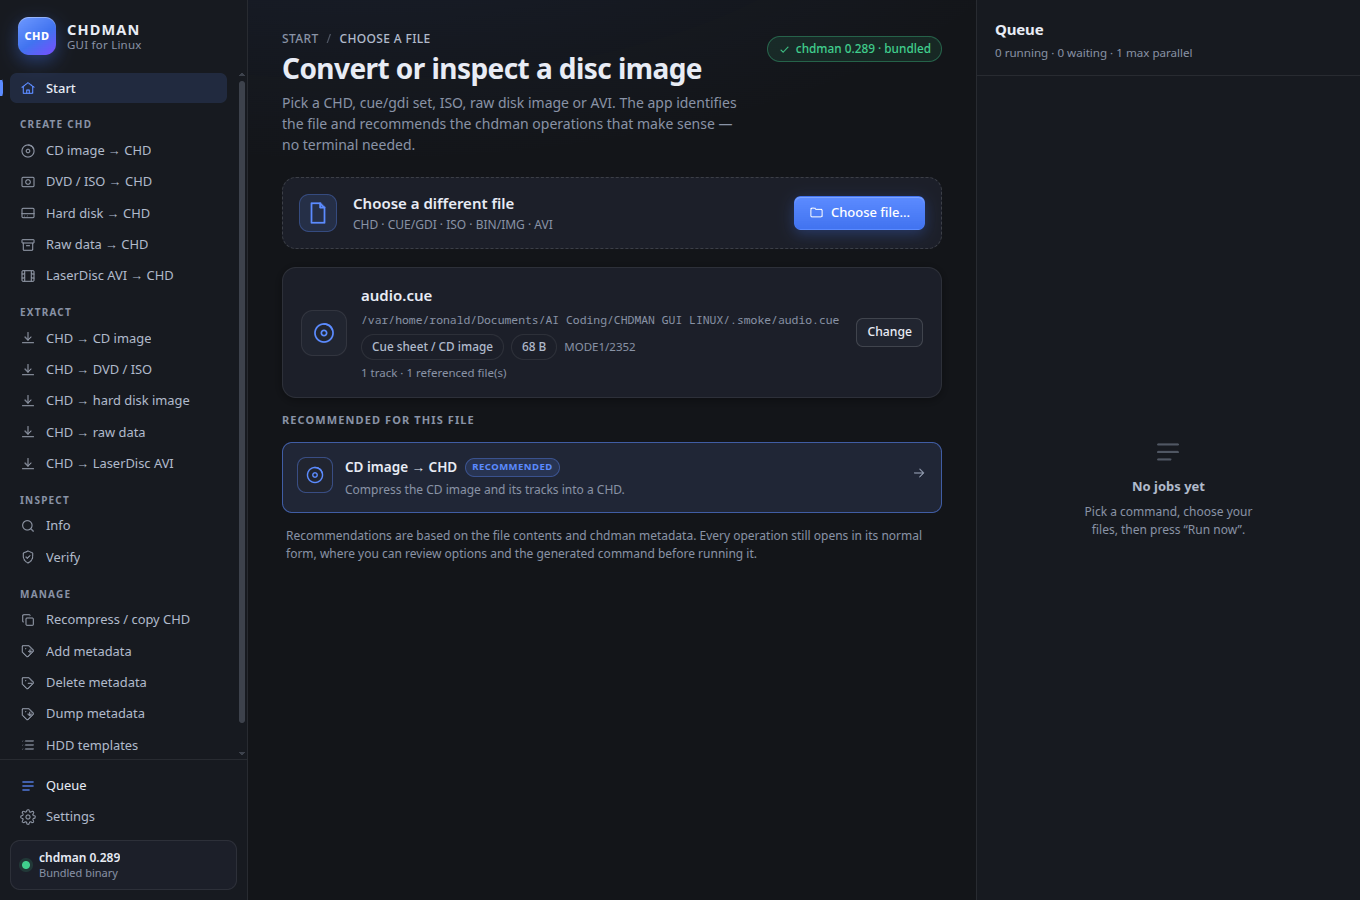 CHD
CHDMAN
GUI for Linux
Start
CREATE CHD
CD image → CHD
DVD / ISO → CHD
Hard disk → CHD
Raw data → CHD
LaserDisc AVI → CHD
EXTRACT
CHD → CD image
CHD → DVD / ISO
CHD → hard disk image
CHD → raw data
CHD → LaserDisc AVI
INSPECT
Info
Verify
MANAGE
Recompress / copy CHD
Add metadata
Delete metadata
Dump metadata
HDD templates
Queue
Settings
chdman 0.289
Bundled binary
START / CHOOSE A FILE
chdman 0.289 · bundled
Convert or inspect a disc image
Pick a CHD, cue/gdi set, ISO, raw disk image or AVI. The app identifies
the file and recommends the chdman operations that make sense —
no terminal needed.
Choose a different file
CHD · CUE/GDI · ISO · BIN/IMG · AVI
Choose file...
audio.cue
/var/home/ronald/Documents/AI Coding/CHDMAN GUI LINUX/.smoke/audio.cue
Cue sheet / CD image 68 B MODE1/2352
1 track · 1 referenced file(s)
Change
RECOMMENDED FOR THIS FILE
CD image → CHD RECOMMENDED
Compress the CD image and its tracks into a CHD.
Recommendations are based on the file contents and chdman metadata. Every operation still opens in its normal
form, where you can review options and the generated command before running it.
Queue
0 running · 0 waiting · 1 max parallel
No jobs yet
Pick a command, choose your
files, then press “Run now”.